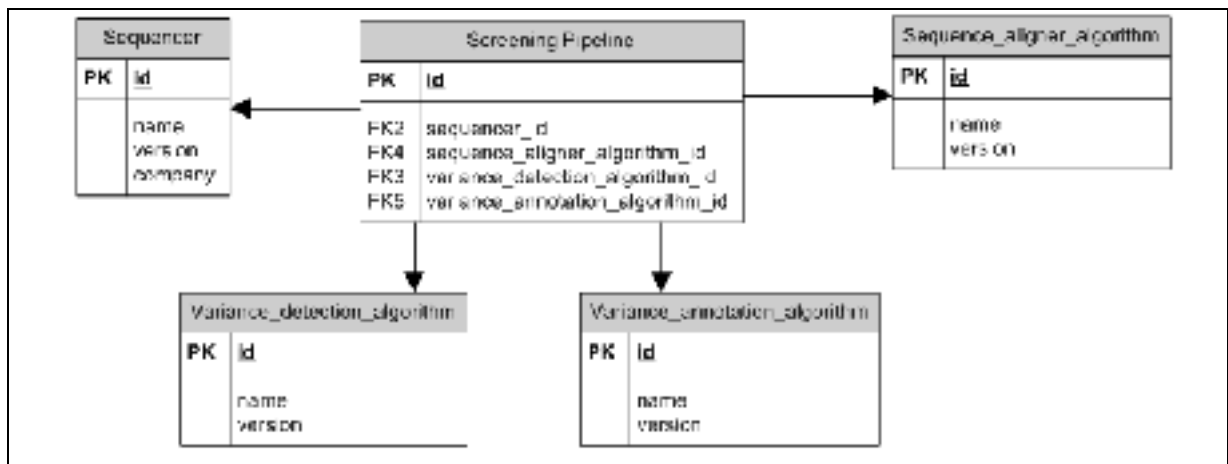 Sequencer
PK id
name
version
company
Screening Pipeline
PK id
FK2 sequencer_id
FK4 sequence_aligner_algorithm_id
FK3 variance_detection_algorithm_id
FK5 variance_annotation_algorithm_id
Sequence_aligner_algorithm
PK id
name
version
Variance_detection_algorithm
PK id
name
version
Variance_annotation_algorithm
PK id
name
version